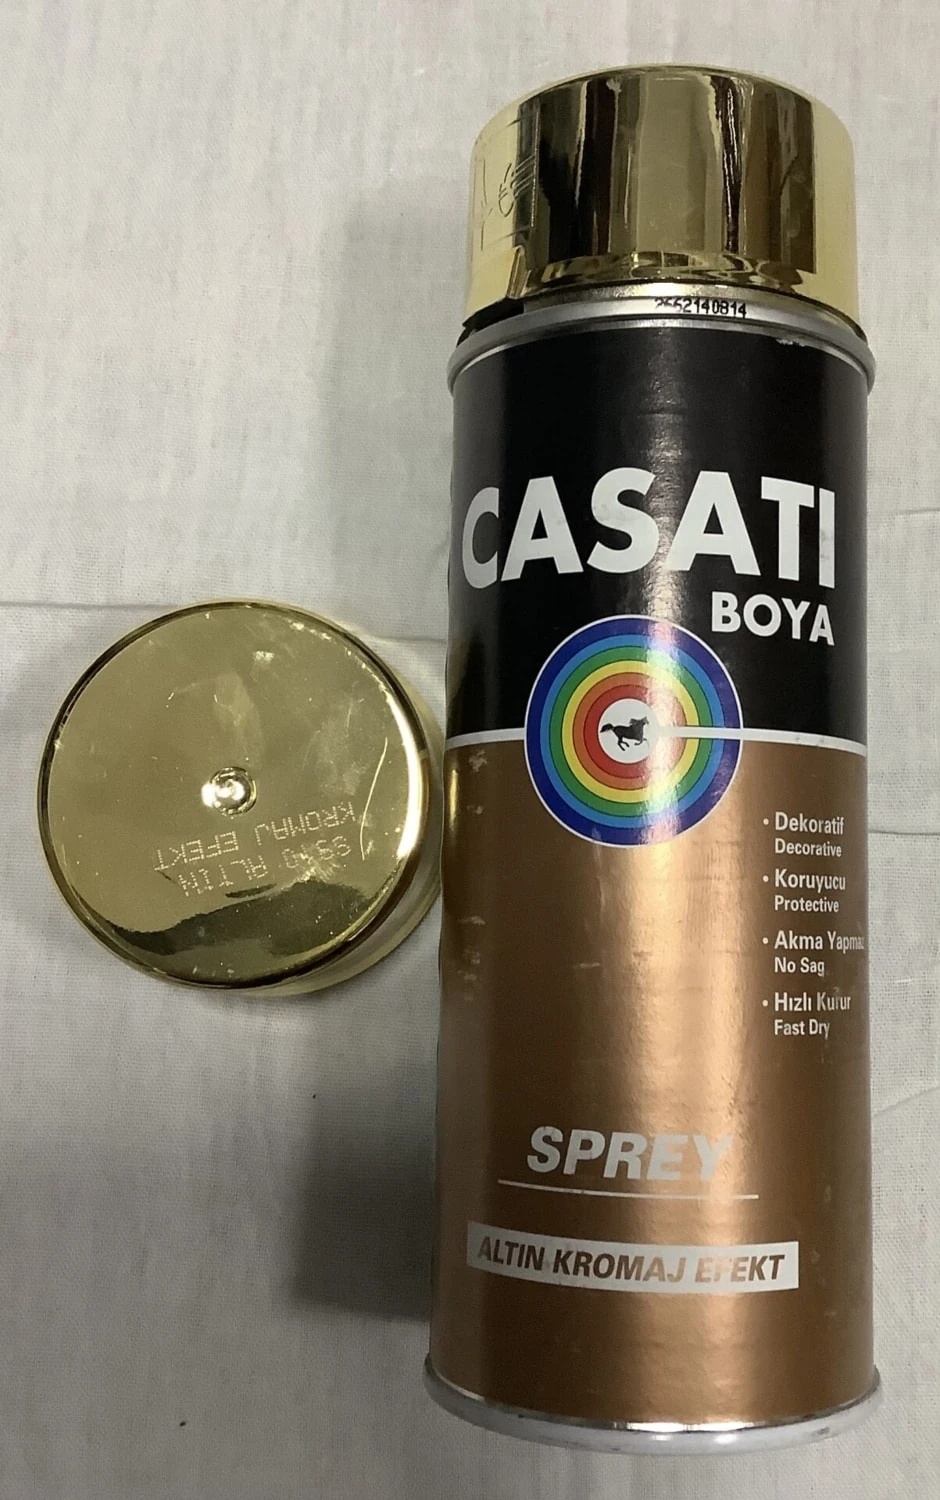 2552140814
CASATI
BOYA
• Dekoratif
Decorative
• Koruyucu
Protective
• Akma Yapmaz
No Sag
• Hızlı Kurur
Fast Dry
SPREY
ALTIN KROMAJ EFEKT
ALTIN
KROMAJ EFEKT